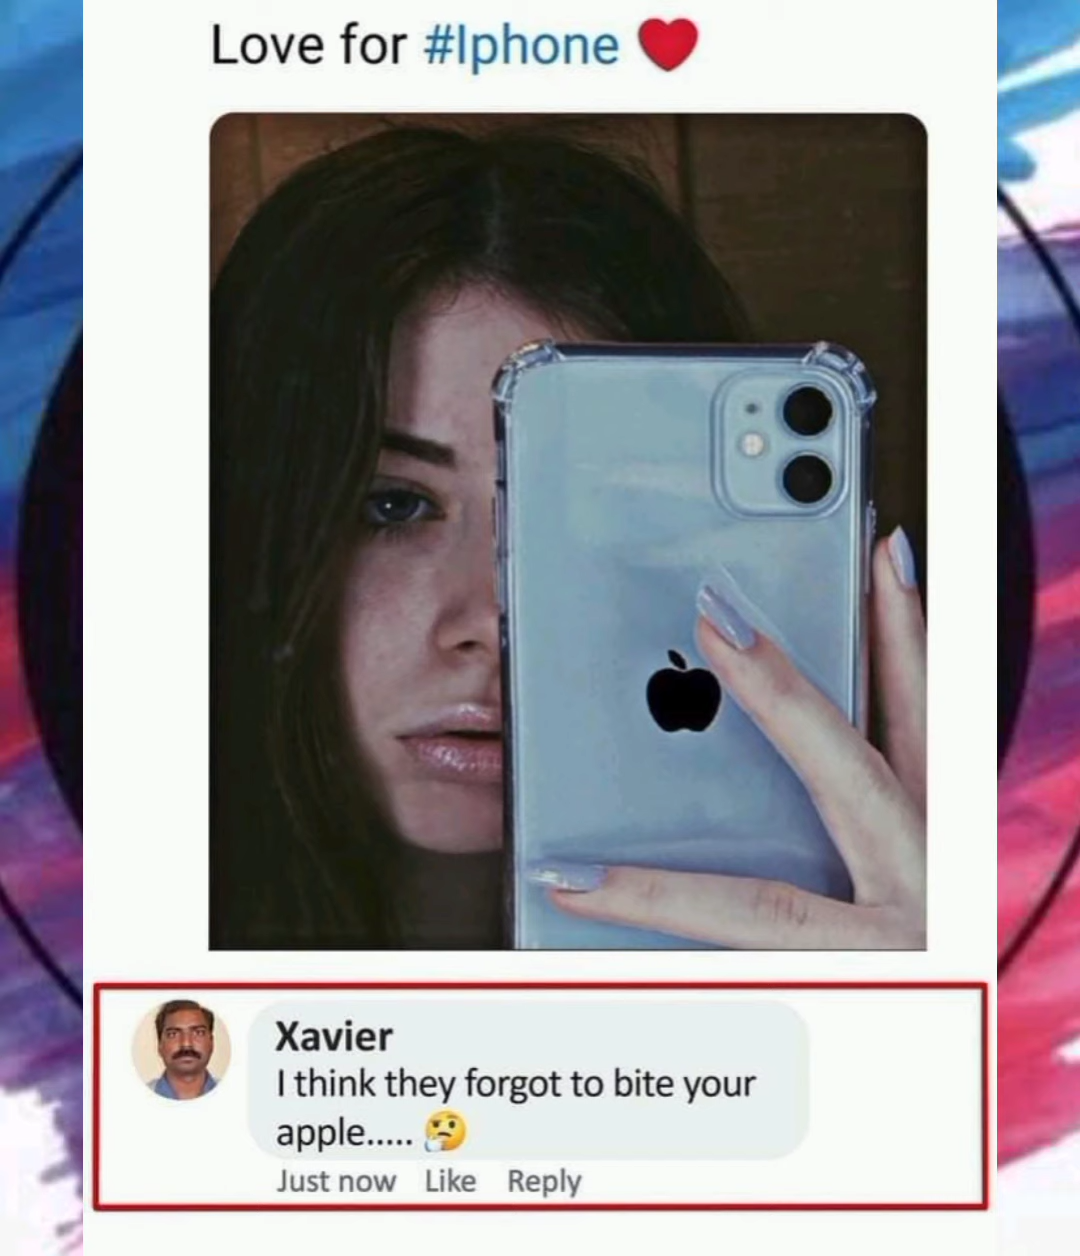 Love for #Iphone ❤️
Xavier
I think they forgot to bite your
apple..... 🤔
Just now Like Reply